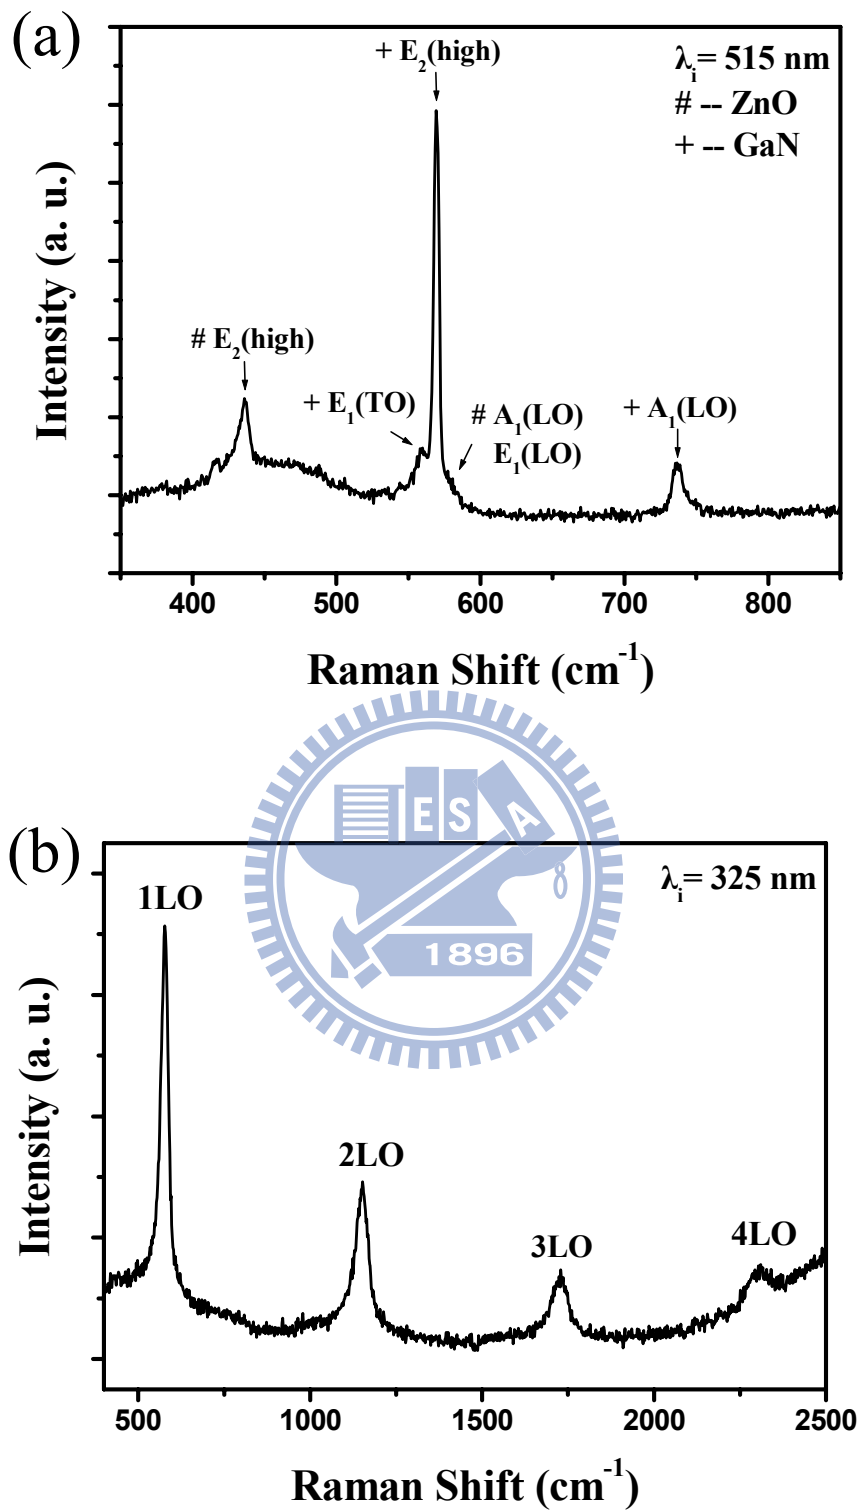 (a)
+ E₂(high)
λᵢ= 515 nm
# -- ZnO
+ -- GaN
# E₂(high)
+ E₁(TO)
# A₁(LO)
E₁(LO)
+ A₁(LO)
Intensity (a. u.)
400 500 600 700 800
Raman Shift (cm⁻¹)
E S A
1896
(b)
λᵢ= 325 nm
1LO
2LO
3LO
4LO
Intensity (a. u.)
500 1000 1500 2000 2500
Raman Shift (cm⁻¹)